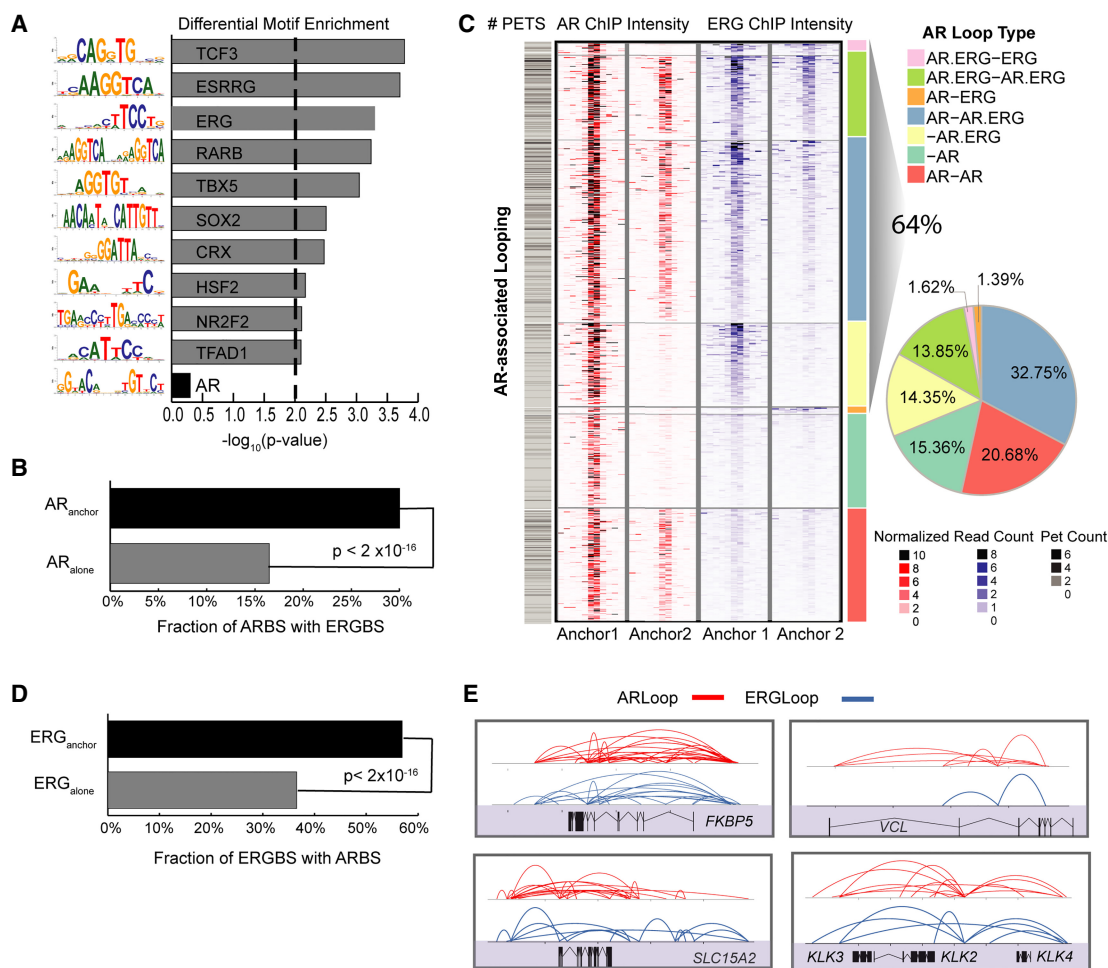 A
Differential Motif Enrichment
TCF3
ESRRG
ERG
RARB
TBX5
SOX2
CRX
HSF2
NR2F2
TFAD1
AR
0.0 0.5 1.0 1.5 2.0 2.5 3.0 3.5 4.0
-log10(p-value)
B
ARanchor
ARalone
p < 2 x10-16
0% 5% 10% 15% 20% 25% 30%
Fraction of ARBS with ERGBS
C
# PETS AR ChIP Intensity ERG ChIP Intensity
AR-associated Looping
Anchor1 Anchor2 Anchor 1 Anchor 2
AR Loop Type
AR.ERG−ERG
AR.ERG−AR.ERG
AR−ERG
AR−AR.ERG
-AR.ERG
-AR
AR−AR
64%
1.62% 1.39%
13.85%
32.75%
14.35%
15.36%
20.68%
Normalized Read Count Pet Count
10 8 6
8 6 4
6 4 2
4 2 0
2 1
0 0
D
ERGanchor
ERGalone
p< 2x10-16
0% 10% 20% 30% 40% 50% 60%
Fraction of ERGBS with ARBS
E
ARLoop ERGLoop
FKBP5
VCL
SLC15A2
KLK3 KLK2 KLK4